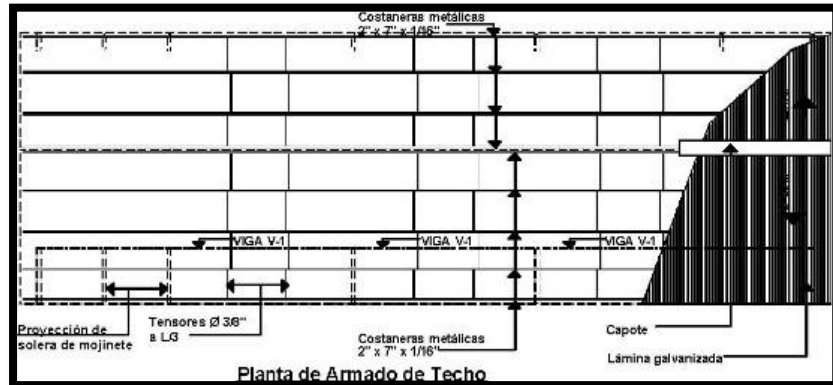 Costaneras metálicas
2" x 7" x 1/16"
VIGA V-1
VIGA V-1
VIGA V-1
Proyección de
solera de mojinete
Tensores Ø 3/8"
a L/3
Costaneras metálicas
2" x 7" x 1/16"
Capote
Lámina galvanizada
Planta de Armado de Techo